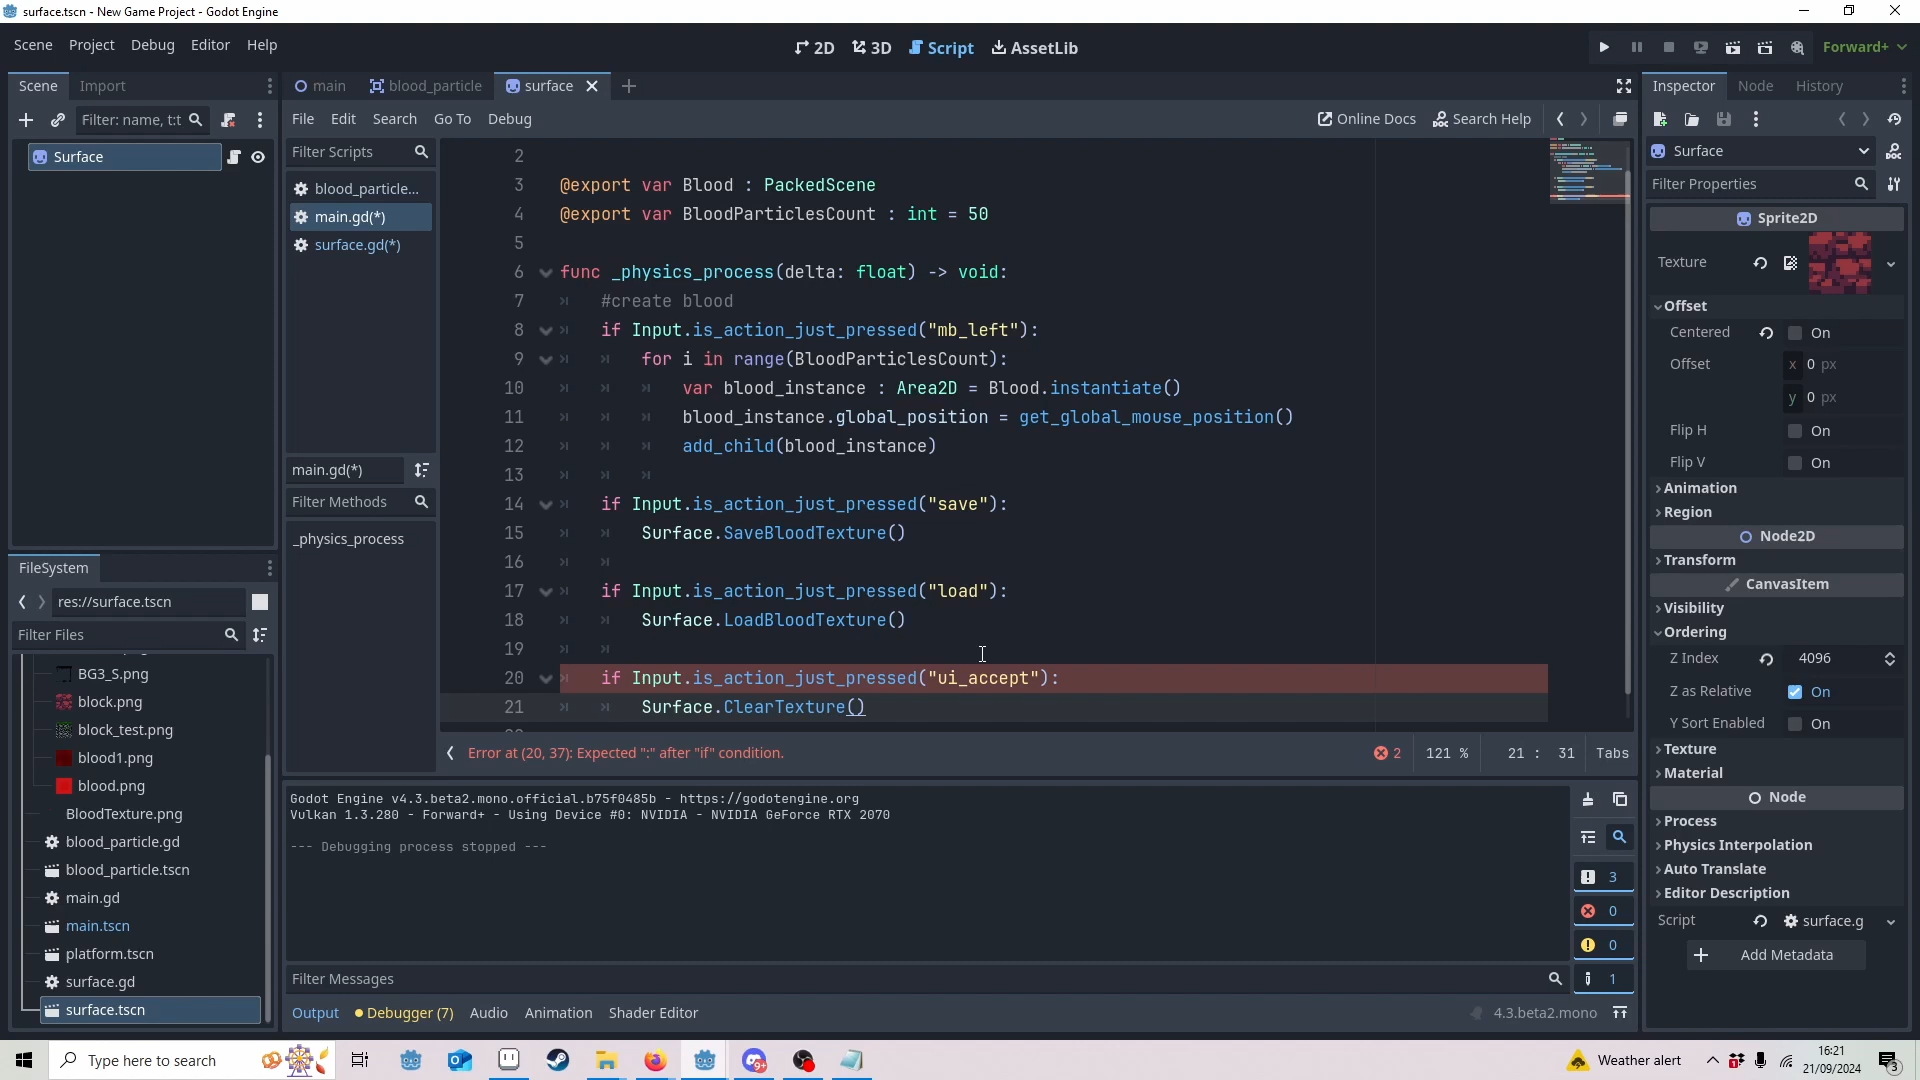 surface.tscn - New Game Project - Godot Engine
Scene Project Debug Editor Help
2D 3D Script AssetLib
Forward+
Scene Import
Filter: name, t:t
Surface
FileSystem
res://surface.tscn
Filter Files
BG3_S.png
block.png
block_test.png
blood1.png
blood.png
BloodTexture.png
blood_particle.gd
blood_particle.tscn
main.gd
main.tscn
platform.tscn
surface.gd
surface.tscn
main blood_particle surface
File Edit Search Go To Debug
Online Docs Search Help
Filter Scripts
blood_particle...
main.gd(*)
surface.gd(*)
main.gd(*)
Filter Methods
_physics_process
2
3 @export var Blood : PackedScene
4 @export var BloodParticlesCount : int = 50
5
6 func _physics_process(delta: float) -> void:
7 #create blood
8 if Input.is_action_just_pressed("mb_left"):
9 for i in range(BloodParticlesCount):
10 var blood_instance : Area2D = Blood.instantiate()
11 blood_instance.global_position = get_global_mouse_position()
12 add_child(blood_instance)
13
14 if Input.is_action_just_pressed("save"):
15 Surface.SaveBloodTexture()
16
17 if Input.is_action_just_pressed("load"):
18 Surface.LoadBloodTexture()
19
20 if Input.is_action_just_pressed("ui_accept"):
21 Surface.ClearTexture()
Error at (20, 37): Expected ":" after "if" condition.
2 121 % 21 : 31 Tabs
Godot Engine v4.3.beta2.mono.official.b75f0485b - https://godotengine.org
Vulkan 1.3.280 - Forward+ - Using Device #0: NVIDIA - NVIDIA GeForce RTX 2070
--- Debugging process stopped ---
3
0
0
1
Filter Messages
Output Debugger (7) Audio Animation Shader Editor
4.3.beta2.mono
Inspector Node History
Surface
Filter Properties
Sprite2D
Texture
Offset
Centered On
Offset x 0 px
y 0 px
Flip H On
Flip V On
Animation
Region
Node2D
Transform
CanvasItem
Visibility
Ordering
Z Index 4096
Z as Relative On
Y Sort Enabled On
Texture
Material
Node
Process
Physics Interpolation
Auto Translate
Editor Description
Script surface.g
Add Metadata
Type here to search
9+
Weather alert
16:21
21/09/2024
3